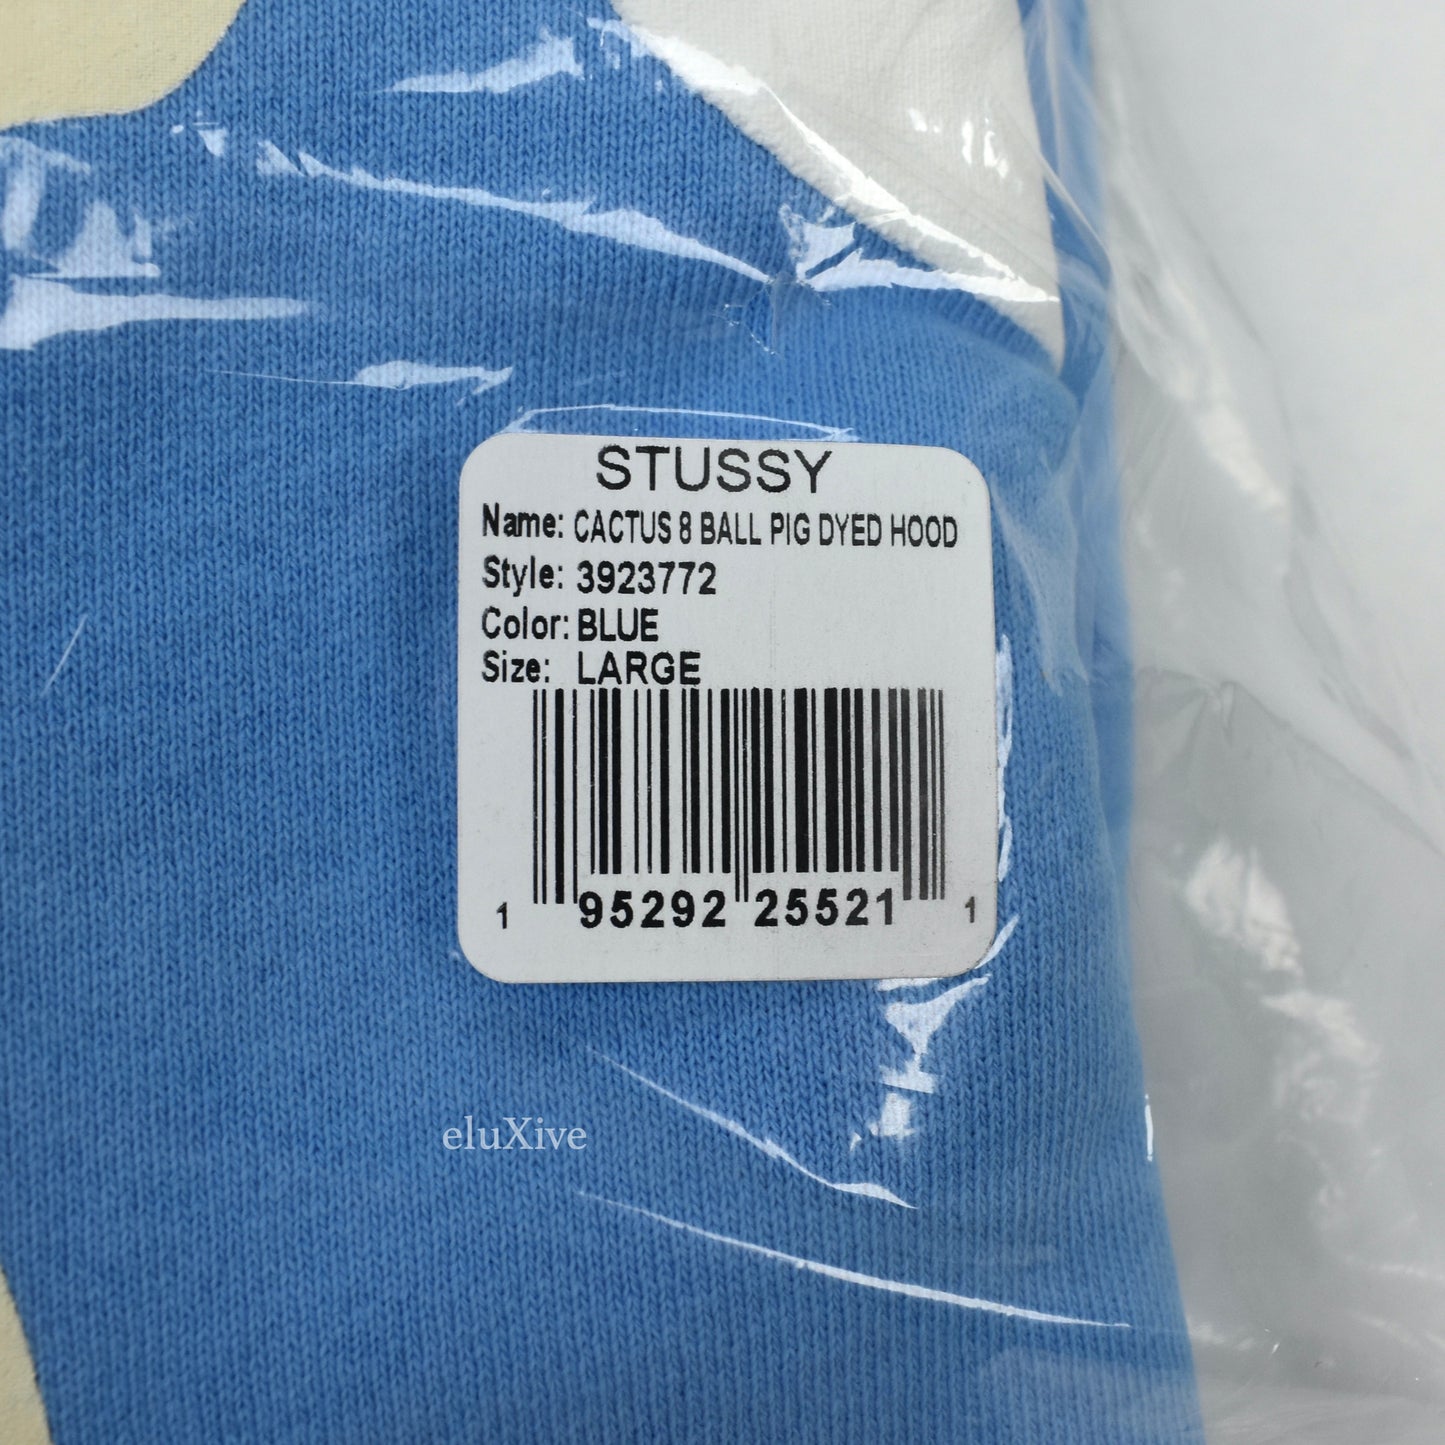 STUSSY
Name: CACTUS 8 BALL PIG DYED HOOD
Style: 3923772
Color: BLUE
Size: LARGE
1 95292 25521 1
eluXive